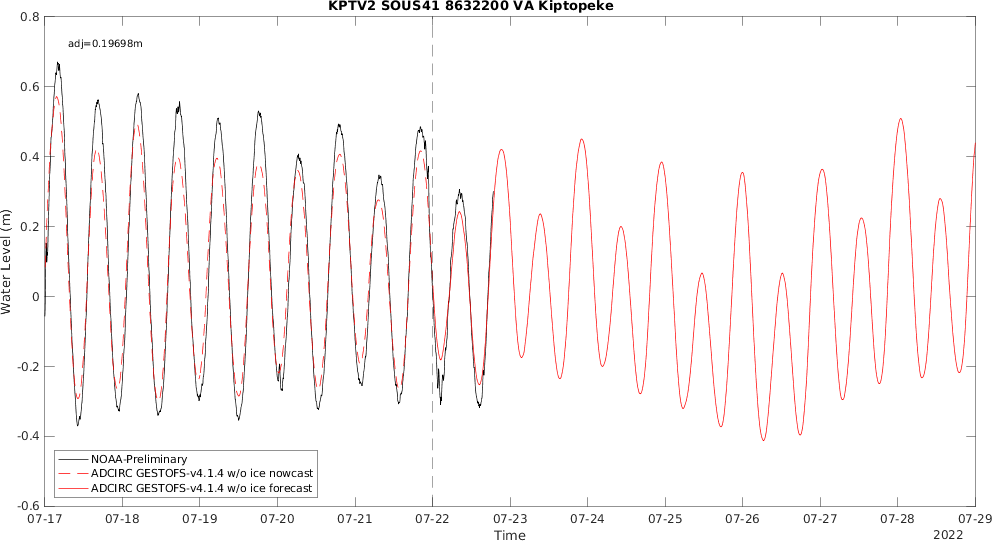 KPTV2 SOUS41 8632200 VA Kiptopeke
adj=0.19698m
0.8
0.6
0.4
0.2
0
-0.2
-0.4
-0.6
Water Level (m)
NOAA-Preliminary
ADCIRC GESTOFS-v4.1.4 w/o ice nowcast
ADCIRC GESTOFS-v4.1.4 w/o ice forecast
07-17 07-18 07-19 07-20 07-21 07-22 07-23 07-24 07-25 07-26 07-27 07-28 07-29
Time
2022